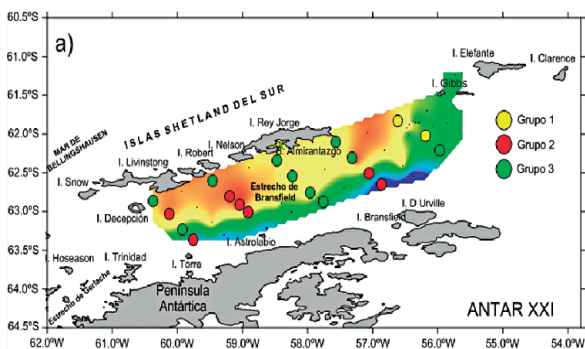 60.5°S
a)
I. Elefante
I. Clarence
61.0°S
61.5°S
I. Gibbs
ISLAS SHETLAND DEL SUR
I. Rey Jorge
Grupo 1
62.0°S
MAR DE
BELLINGSHAUSEN
I. Nelson
B. Almirantazgo
Grupo 2
I. Robert
I. Livinstong
Grupo 3
62.5°S
I. Snow
Estrecho de
Bransfield
63.0°S
I. Decepción
I. D Urville
I. Bransfield
63.5°S
I. Astrolabio
I. Hoseason
I. Trinidad
I. Torre
Estrecho de Gerlache
64.0°S
Península
Antártica
ANTAR XXI
64.5°S
62.0°W 61.0°W 60.0°W 59.0°W 58.0°W 57.0°W 56.0°W 55.0°W 54.0°W